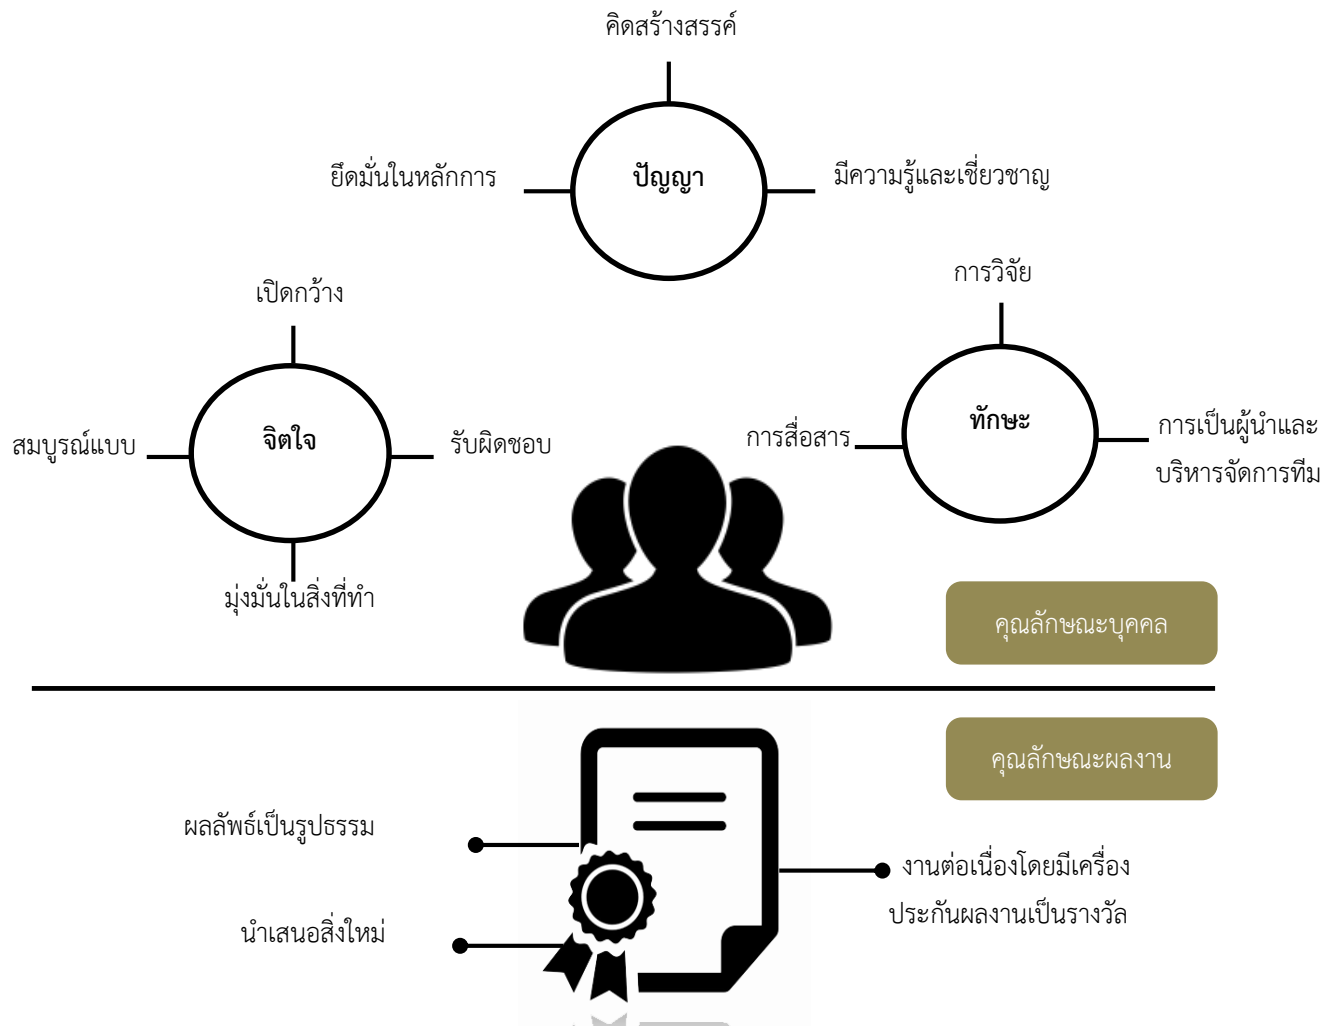 คิดสร้างสรรค์
ยึดมั่นในหลักการ
ปัญญา
มีความรู้และเชี่ยวชาญ
การวิจัย
เปิดกว้าง
สมบูรณ์แบบ
จิตใจ
รับผิดชอบ
การสื่อสาร
ทักษะ
การเป็นผู้นำและ
บริหารจัดการทีม
มุ่งมั่นในสิ่งที่ทำ
คุณลักษณะบุคคล
คุณลักษณะผลงาน
ผลลัพธ์เป็นรูปธรรม
งานต่อเนื่องโดยมีเครื่อง
ประกันผลงานเป็นรางวัล
นำเสนอสิ่งใหม่